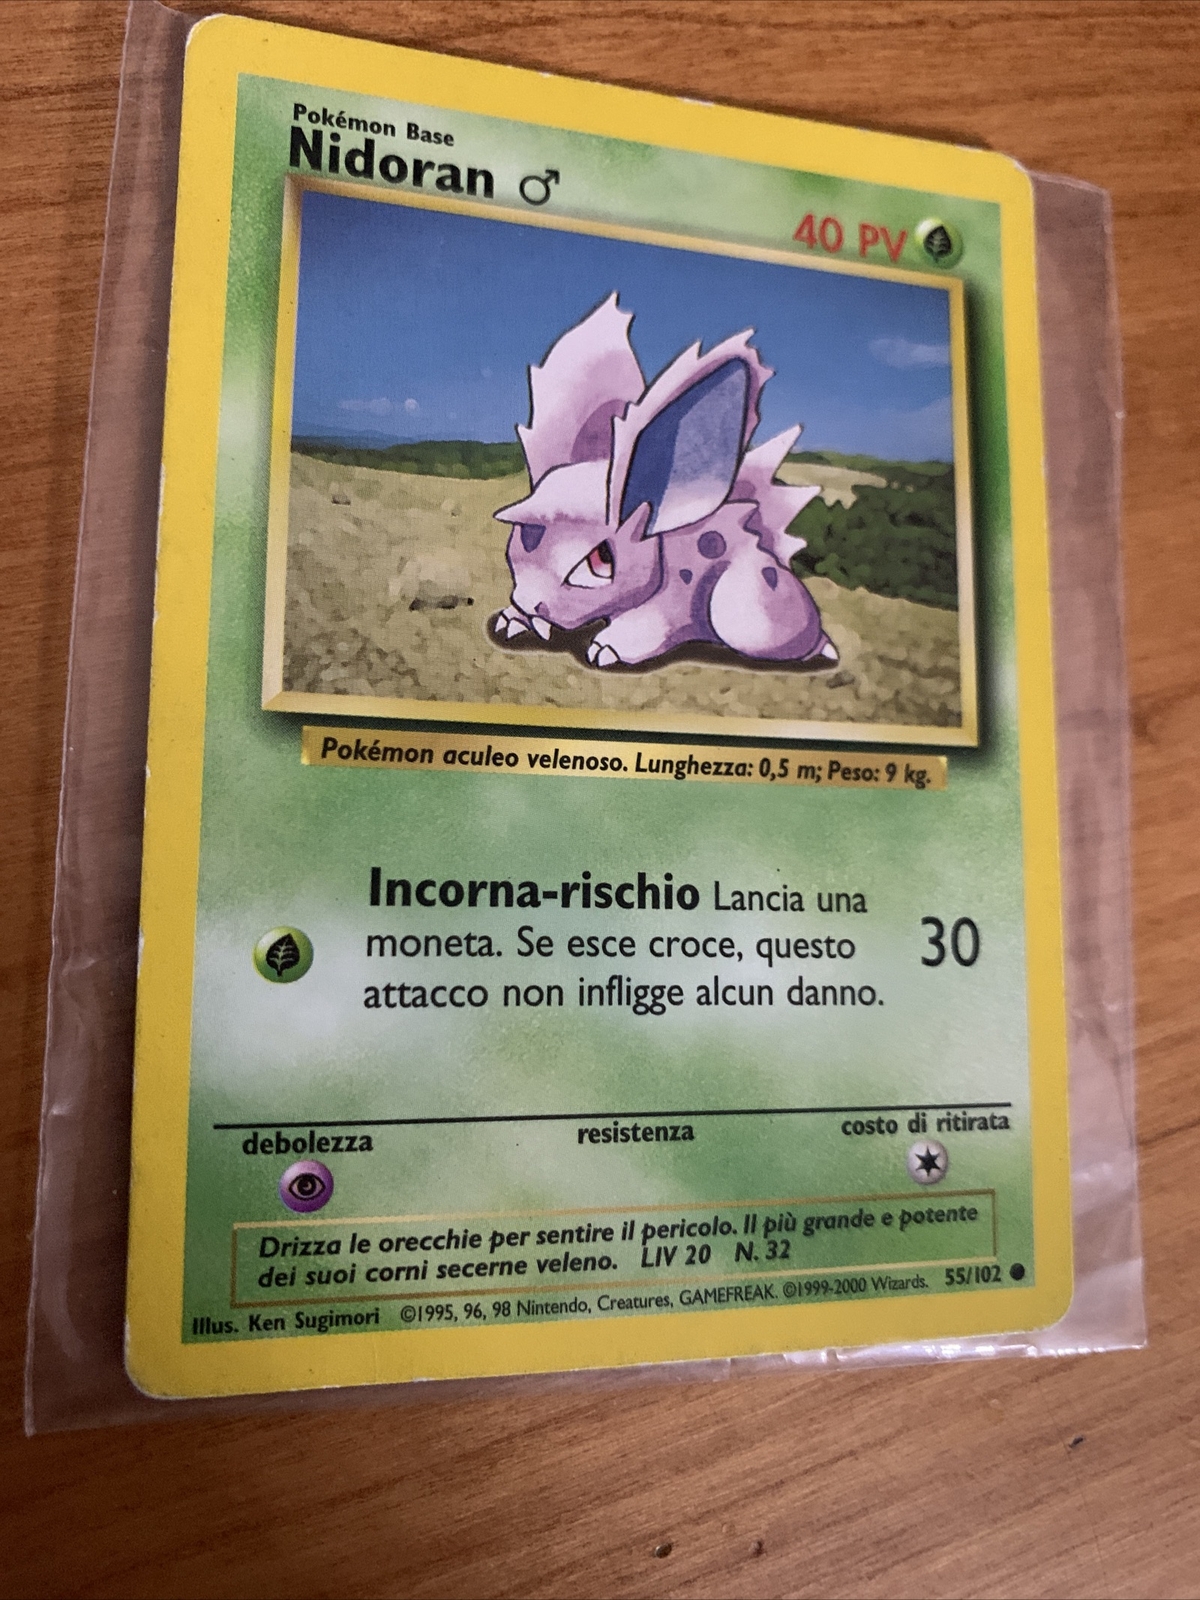 Pokémon Base
Nidoran ♂
40 PV
Pokémon aculeo velenoso. Lunghezza: 0,5 m; Peso: 9 kg.
Incorna-rischio Lancia una
moneta. Se esce croce, questo
attacco non infligge alcun danno.
30
debolezza
resistenza
costo di ritirata
Drizza le orecchie per sentire il pericolo. Il più grande e potente
dei suoi corni secerne veleno. LIV 20 N. 32
Illus. Ken Sugimori ©1995, 96, 98 Nintendo, Creatures, GAMEFREAK. ©1999-2000 Wizards. 55/102